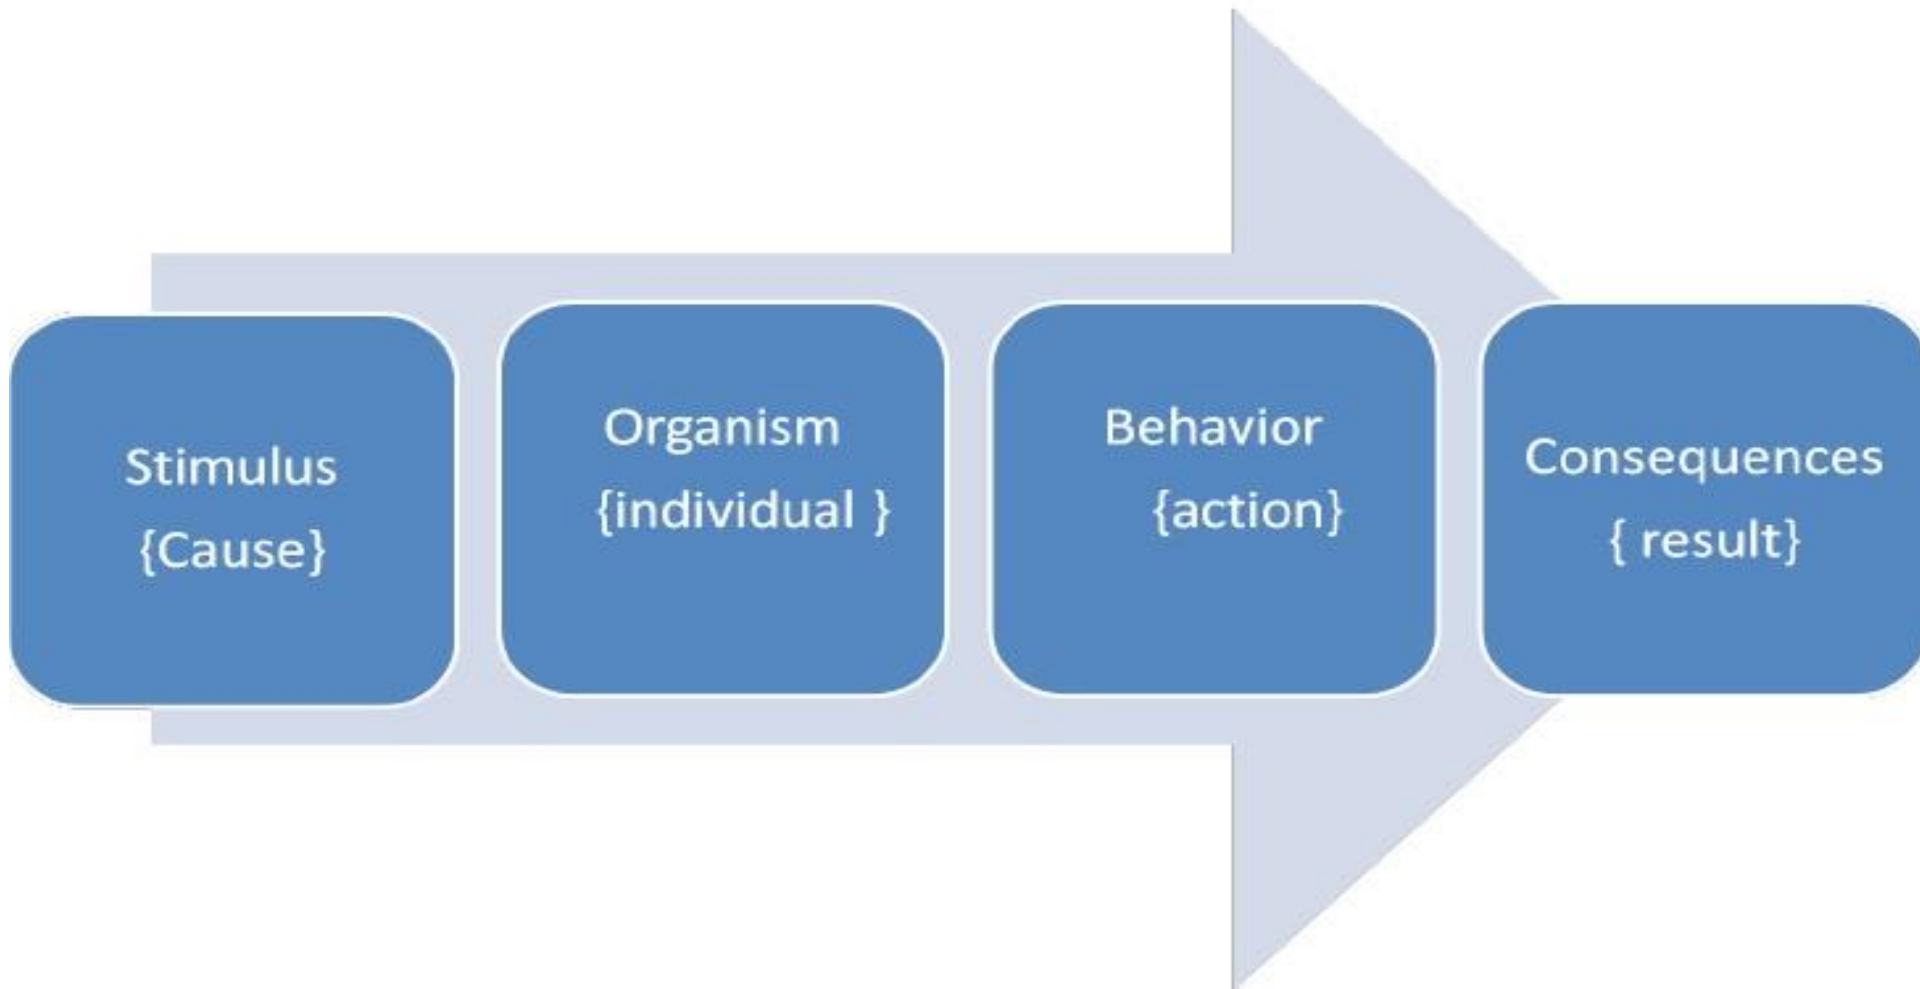 Stimulus
{Cause}
Organism
{individual }
Behavior
{action}
Consequences
{ result}